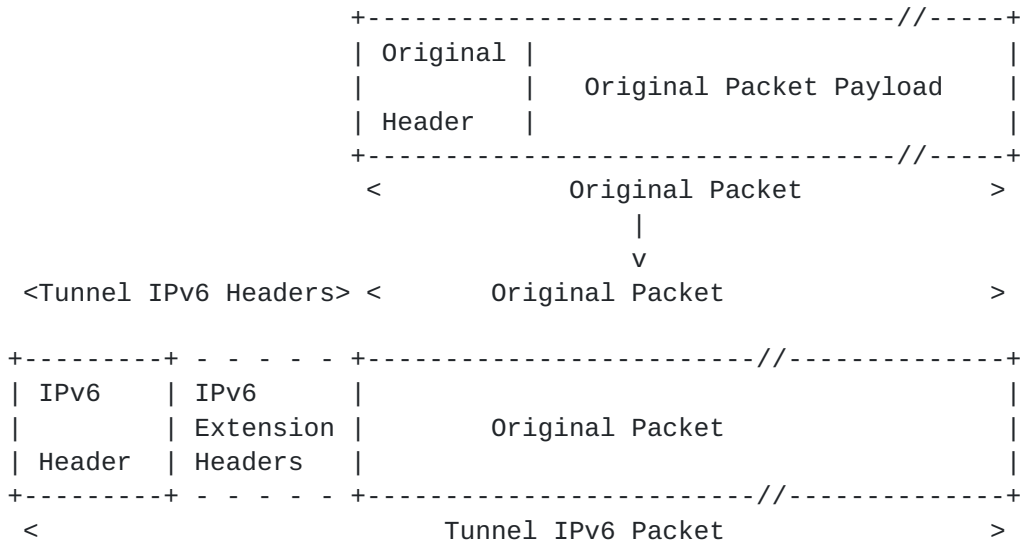 +----------------------------------//-----+
| Original |                              |
|          |   Original Packet Payload    |
| Header   |                              |
+----------------------------------//-----+
<            Original Packet            >
|
v
<Tunnel IPv6 Headers> <       Original Packet                 >
+---------+ - - - - - +-------------------------//--------------+
| IPv6    | IPv6      |                                         |
|         | Extension |        Original Packet                  |
| Header  | Headers   |                                         |
+---------+ - - - - - +-------------------------//--------------+
<                          Tunnel IPv6 Packet                 >